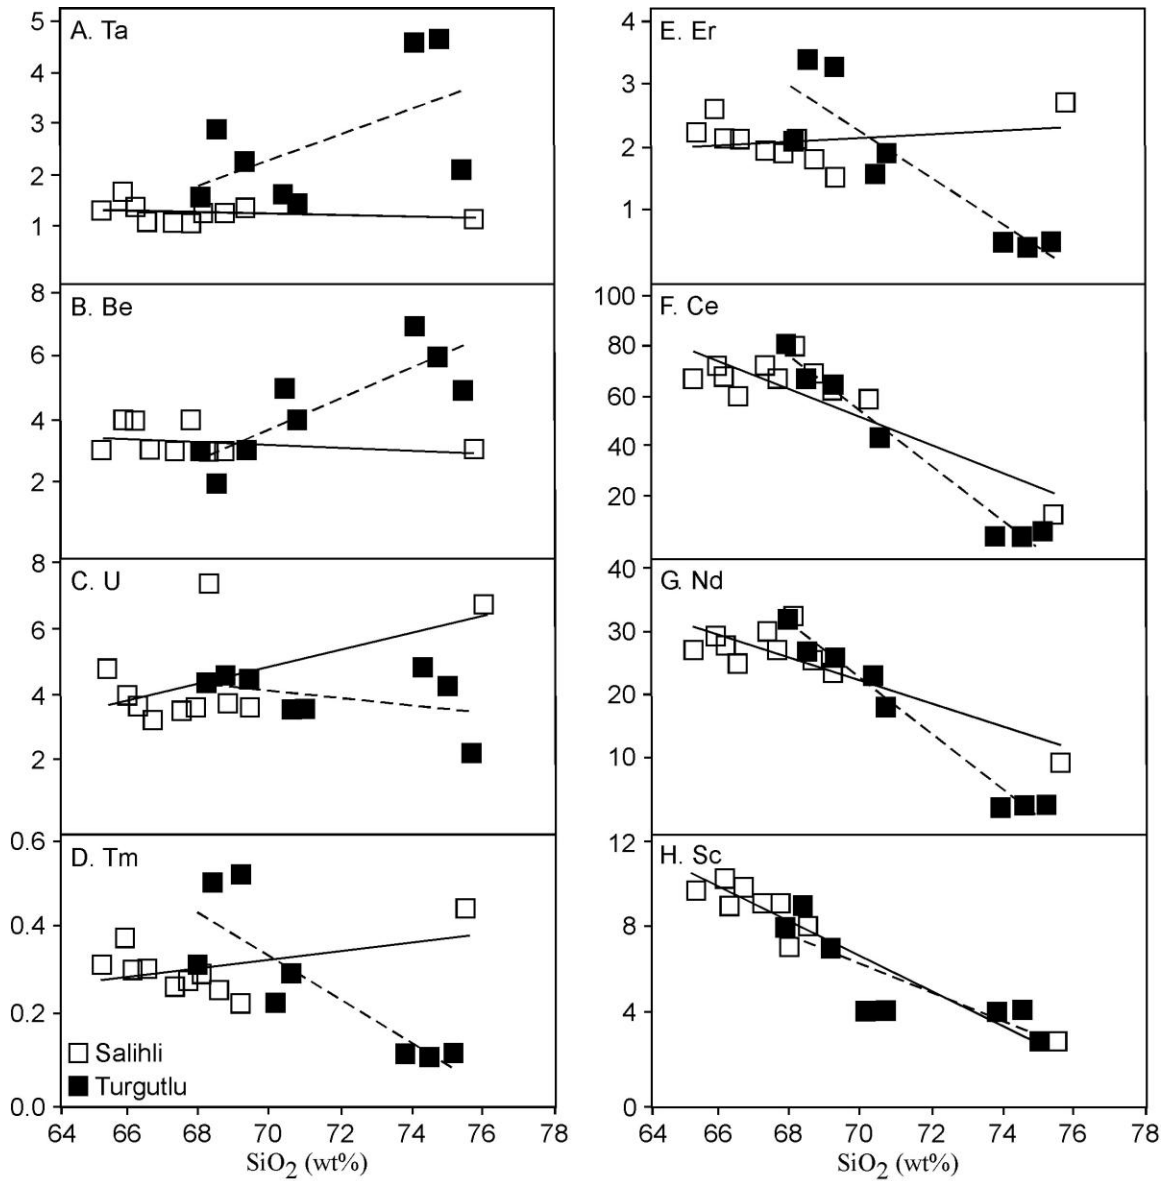 A. Ta
5
4
3
2
1
B. Be
8
6
4
2
C. U
8
6
4
2
D. Tm
0.6
0.4
0.2
0.0
Salihli
Turgutlu
64 66 68 70 72 74 76 78
SiO2 (wt%)
E. Er
4
3
2
1
F. Ce
100
80
60
40
20
G. Nd
40
30
20
10
H. Sc
12
8
4
0
64 66 68 70 72 74 76 78
SiO2 (wt%)